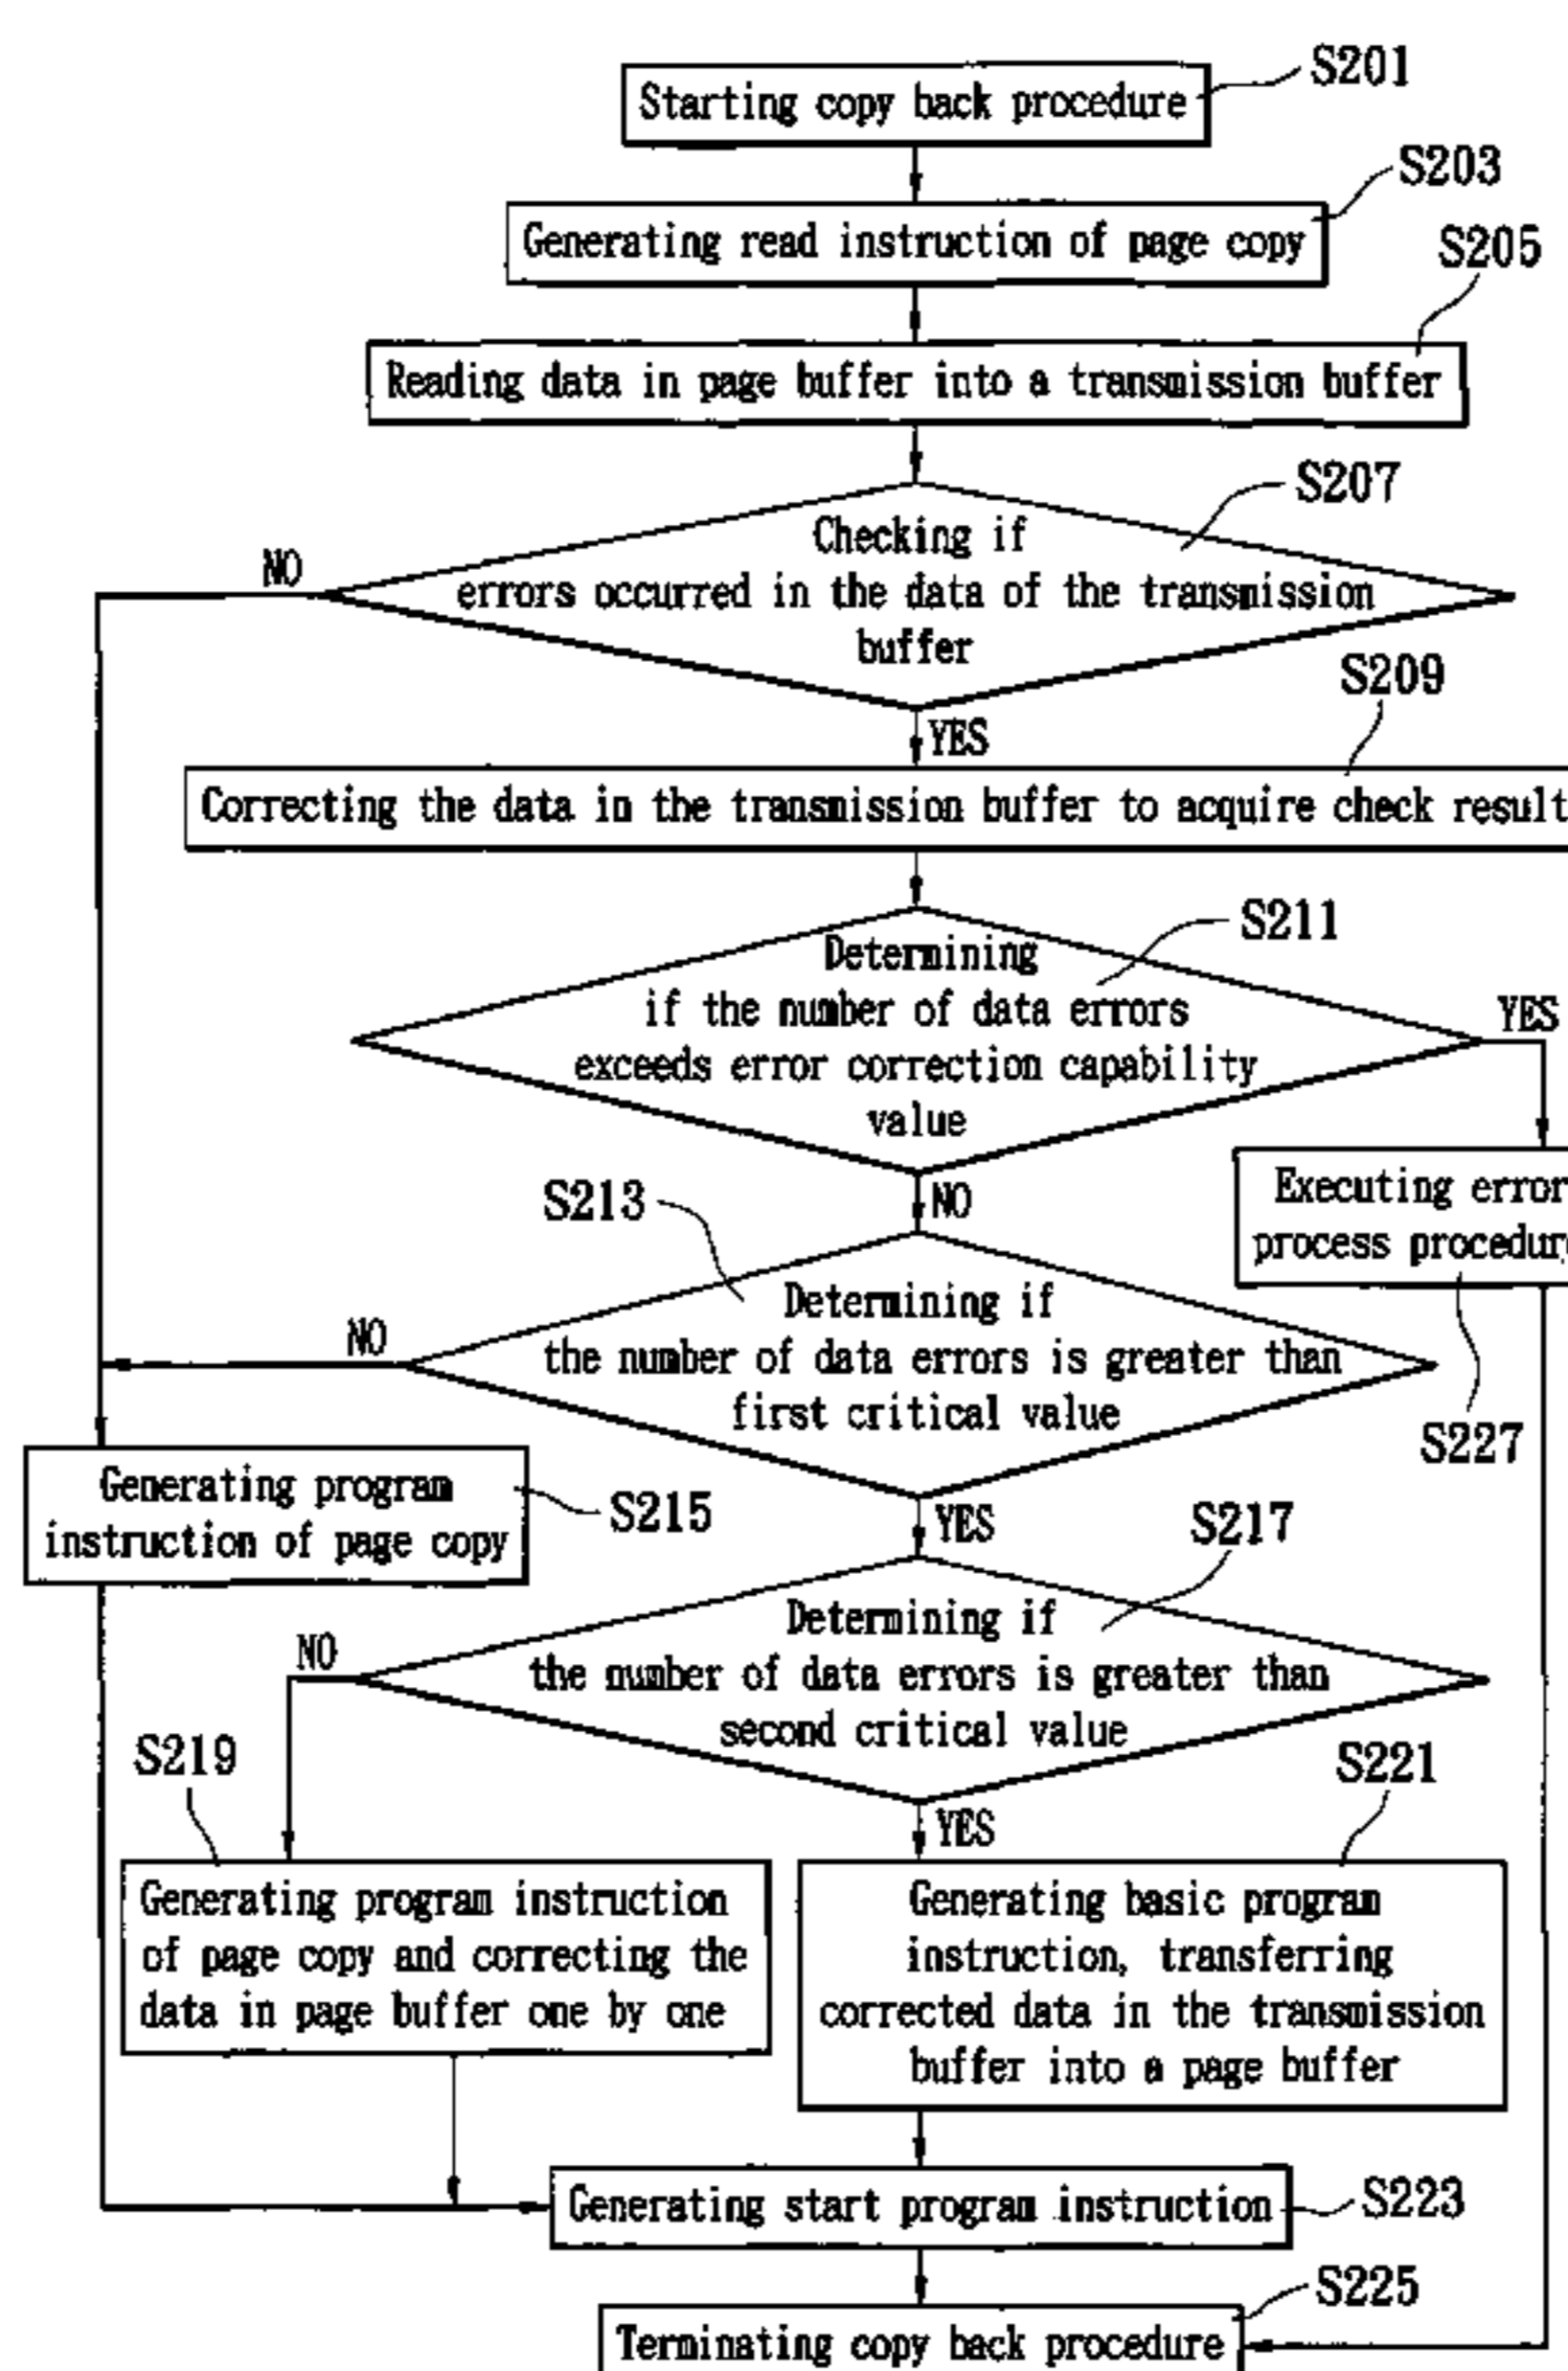 S201
Starting copy back procedure
S203
Generating read instruction of page copy
S205
Reading data in page buffer into a transmission buffer
S207
Checking if
errors occurred in the data of the transmission
buffer
NO
YES
S209
Correcting the data in the transmission buffer to acquire check result
S211
Determining
if the number of data errors
exceeds error correction capability
value
YES
NO
Executing error
process procedure
S227
S213
Determining if
the number of data errors is greater than
first critical value
NO
YES
Generating program
instruction of page copy
S215
S217
Determining if
the number of data errors is greater than
second critical value
NO
YES
S219
Generating program instruction
of page copy and correcting the
data in page buffer one by one
S221
Generating basic program
instruction, transferring
corrected data in the transmission
buffer into a page buffer
Generating start program instruction
S223
S225
Terminating copy back procedure